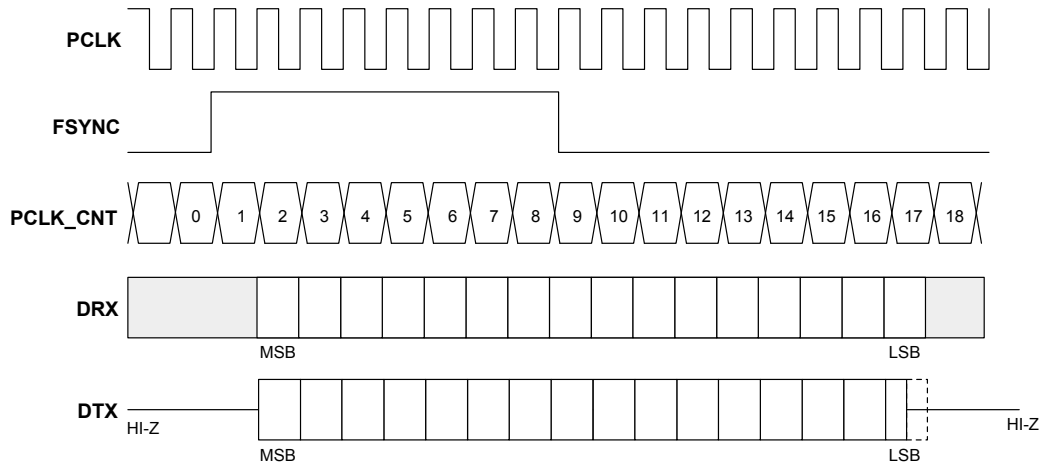 PCLK
FSYNC
PCLK_CNT 0 1 2 3 4 5 6 7 8 9 10 11 12 13 14 15 16 17 18
DRX
MSB LSB
DTX
HI-Z HI-Z
MSB LSB